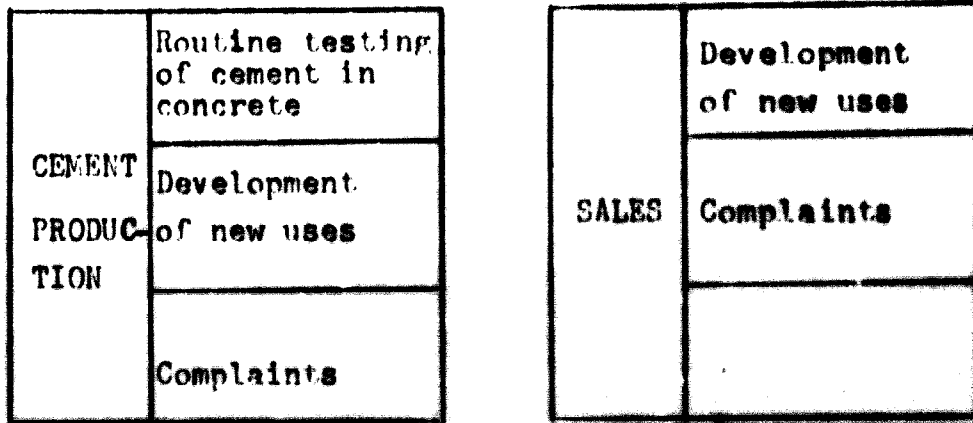 Routine testing
of cement in
concrete
CEMENT
PRODUC-
TION
Development
of new uses
Complaints
SALES
Development
of new uses
Complaints